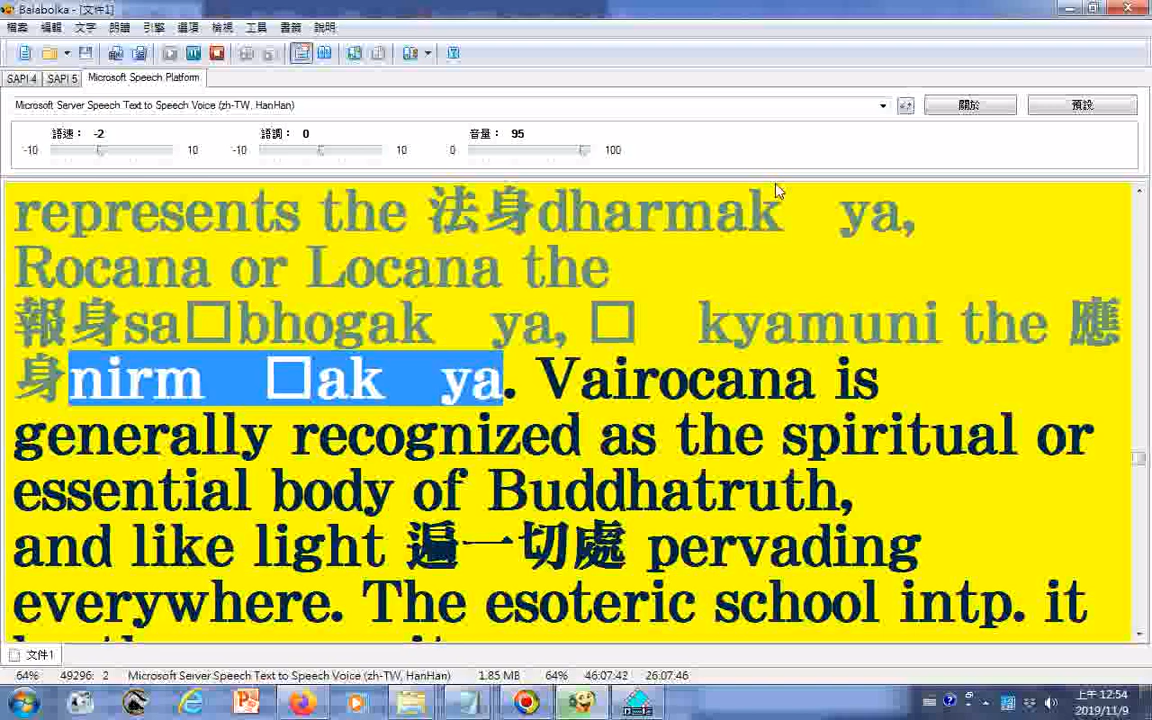 Balabolka - [文件1]
檔案 編輯 文字 朗讀 引擎 選項 檢視 工具 書籤 說明
SAPI 4 SAPI 5 Microsoft Speech Platform
Microsoft Server Speech Text to Speech Voice (zh-TW, HanHan) 關於 預設
語速： -2 語調： 0 音量： 95
-10 10 -10 10 0 100
represents the 法身dharmak ya,
Rocana or Locana the
報身sa□bhogak ya, □ kyamuni the 應
身nirm □ak ya. Vairocana is
generally recognized as the spiritual or
essential body of Buddhatruth,
and like light 遍一切處 pervading
everywhere. The esoteric school intp. it
文件1
64% 49296: 2 Microsoft Server Speech Text to Speech Voice (zh-TW, HanHan) 1.85 MB 64% 46:07:42 26:07:46
上午 12:54
2019/11/9